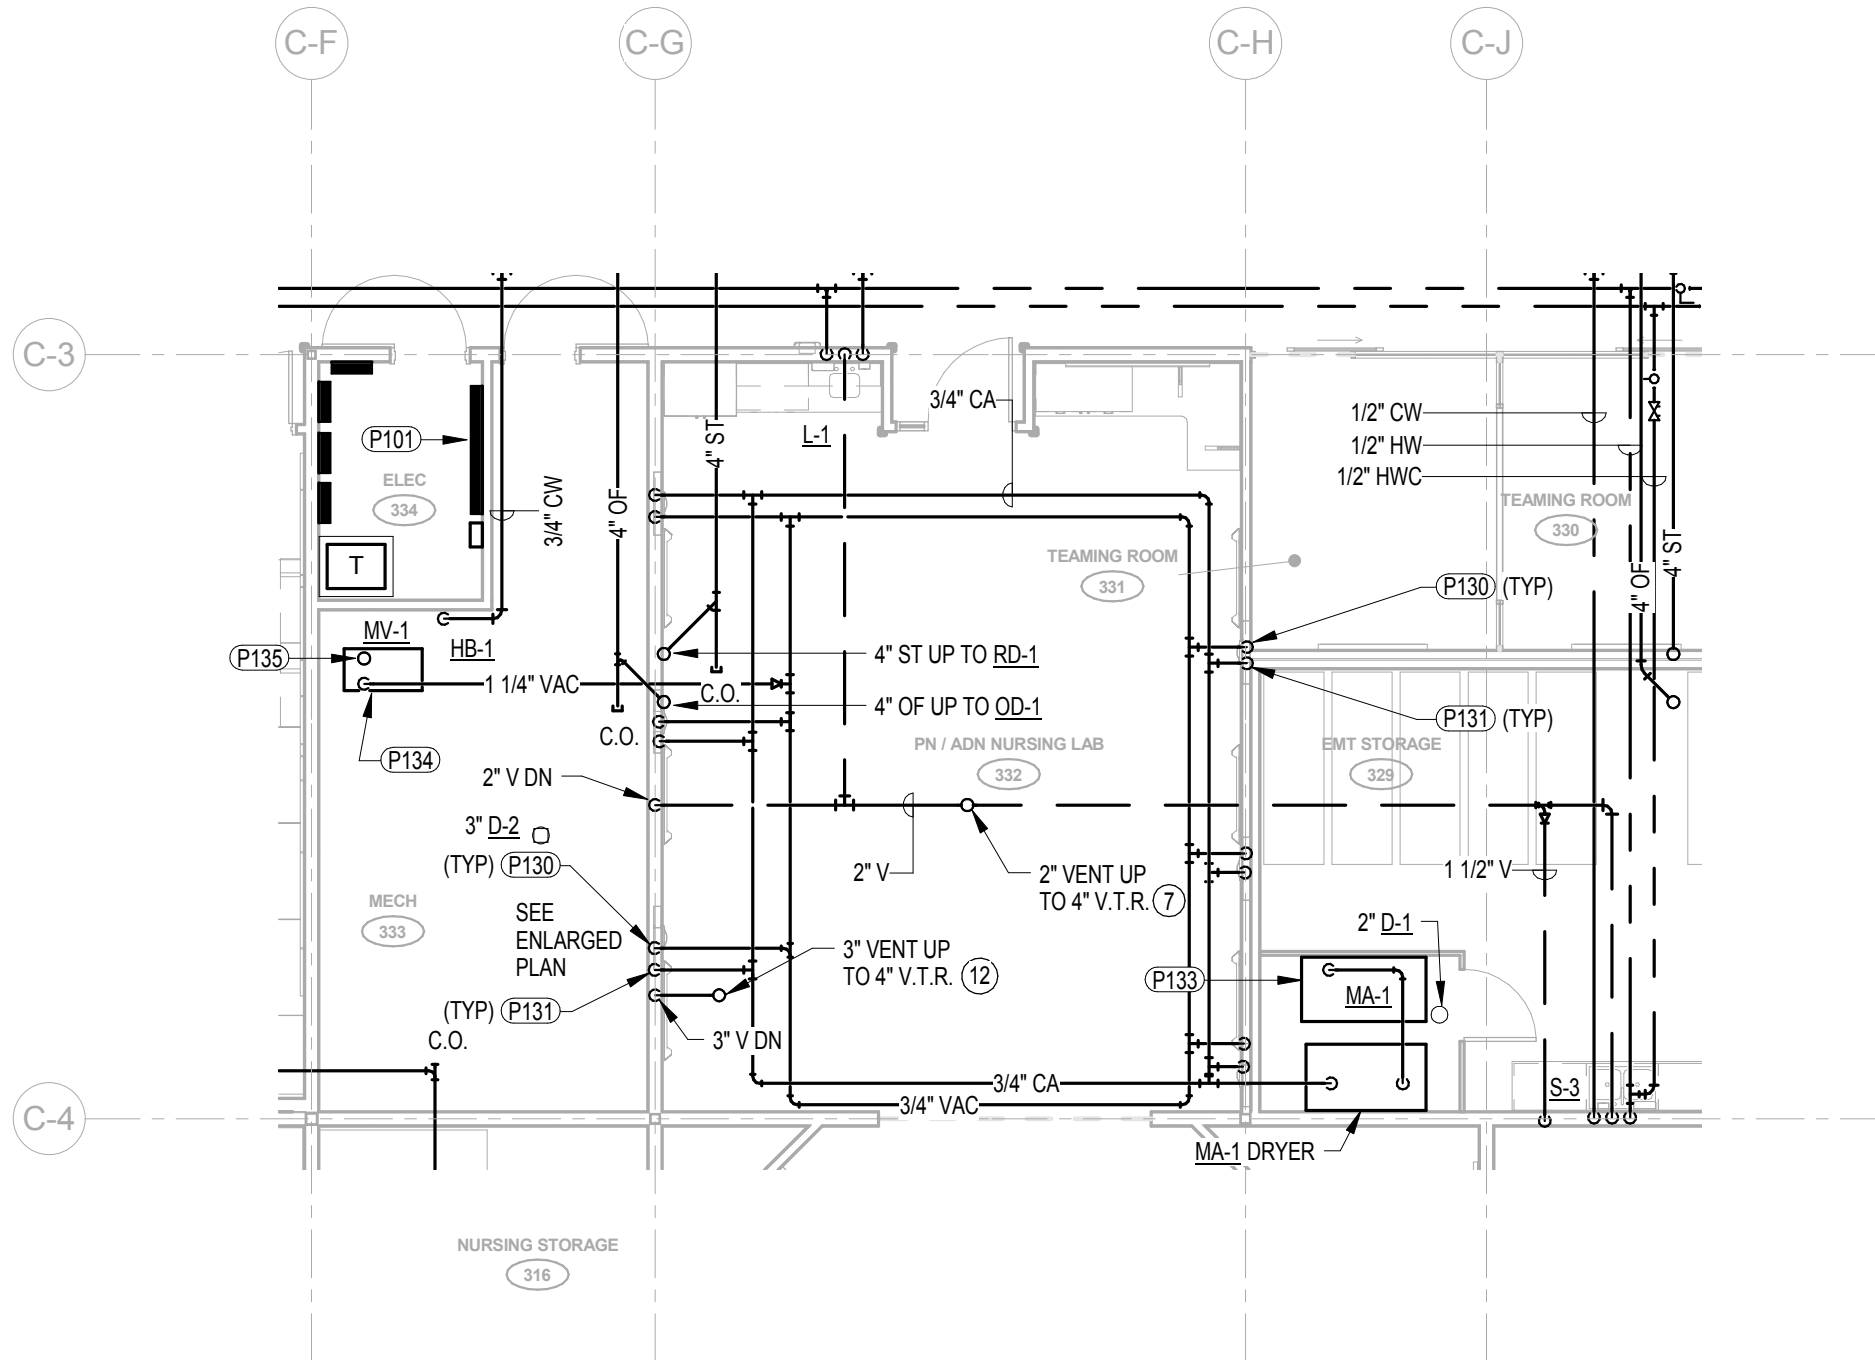 C-F
C-G
C-H
C-J
C-3
C-4
P101
ELEC
334
T
3/4" CW
4" OF
4" ST
L-1
3/4" CA
1/2" CW
1/2" HW
1/2" HWC
TEAMING ROOM
330
4" OF
4" ST
TEAMING ROOM
331
P130 (TYP)
P131 (TYP)
MV-1
HB-1
P135
1 1/4" VAC
P134
C.O.
C.O.
4" ST UP TO RD-1
4" OF UP TO OD-1
PN / ADN NURSING LAB
332
EMT STORAGE
329
2" V DN
3" D-2
(TYP) P130
MECH
333
SEE
ENLARGED
PLAN
(TYP) P131
C.O.
2" V
2" VENT UP
TO 4" V.T.R. 7
3" VENT UP
TO 4" V.T.R. 12
3" V DN
1 1/2" V
2" D-1
P133
MA-1
3/4" CA
3/4" VAC
S-3
MA-1 DRYER
NURSING STORAGE
316